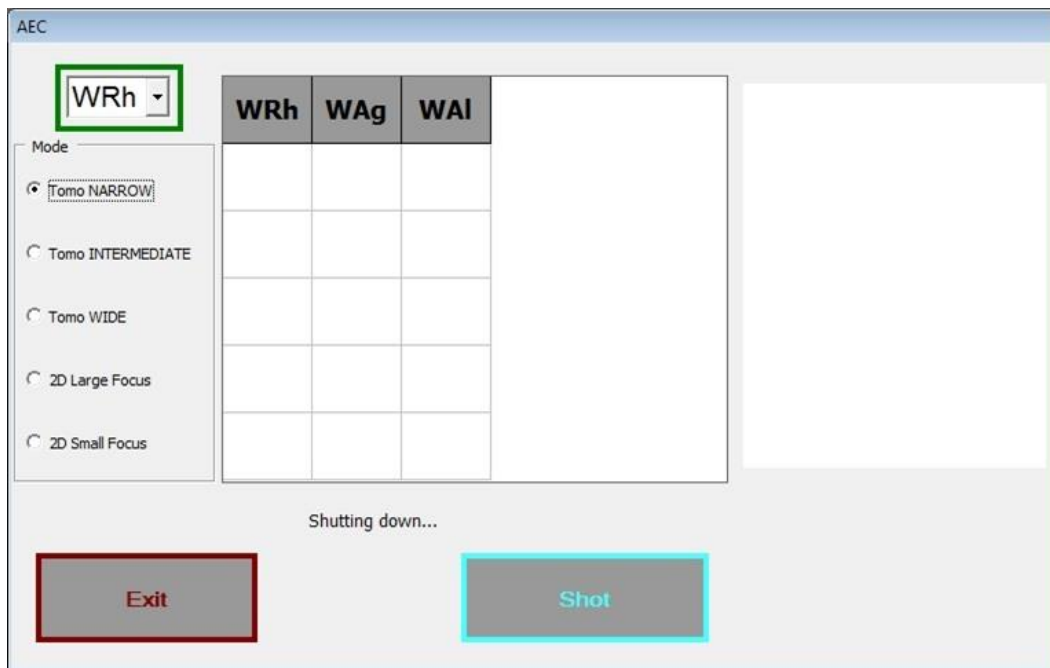 AEC
WRh
WRh WAg WAl
Mode
Tomo NARROW
Tomo INTERMEDIATE
Tomo WIDE
2D Large Focus
2D Small Focus
Shutting down...
Exit
Shot